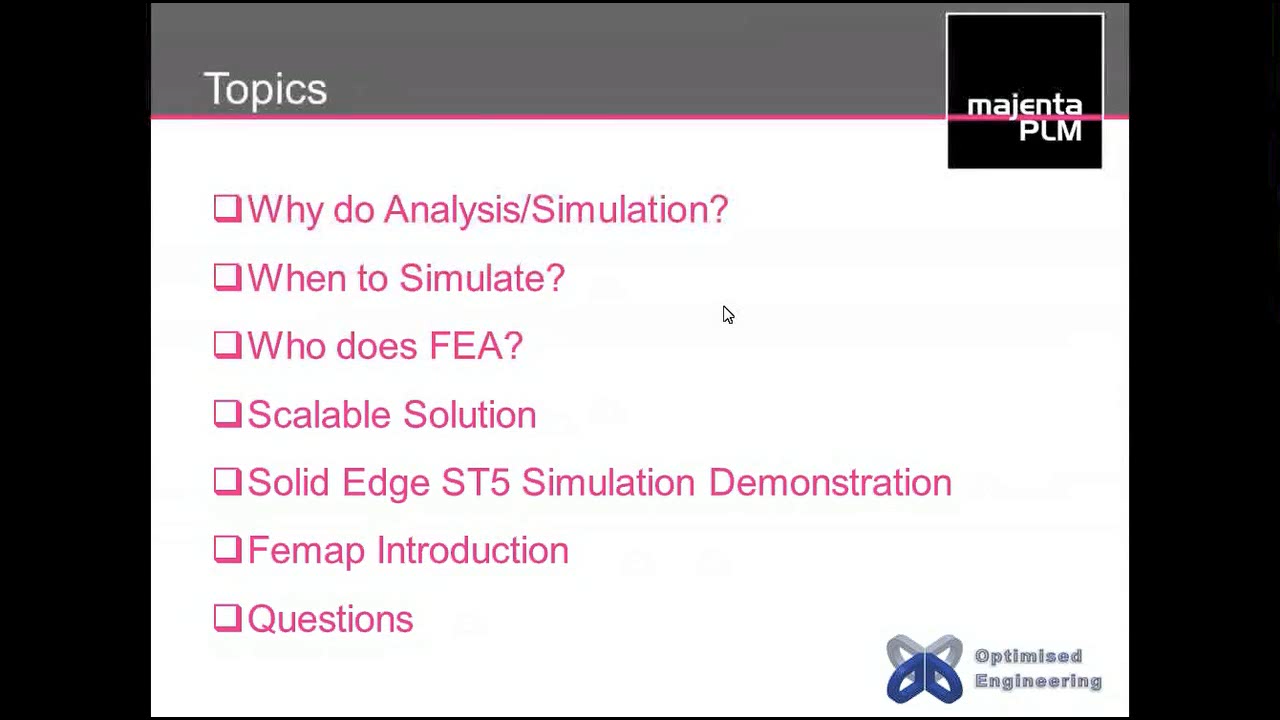 Topics
majenta
PLM
Why do Analysis/Simulation?
When to Simulate?
Who does FEA?
Scalable Solution
Solid Edge ST5 Simulation Demonstration
Femap Introduction
Questions
Optimised
Engineering